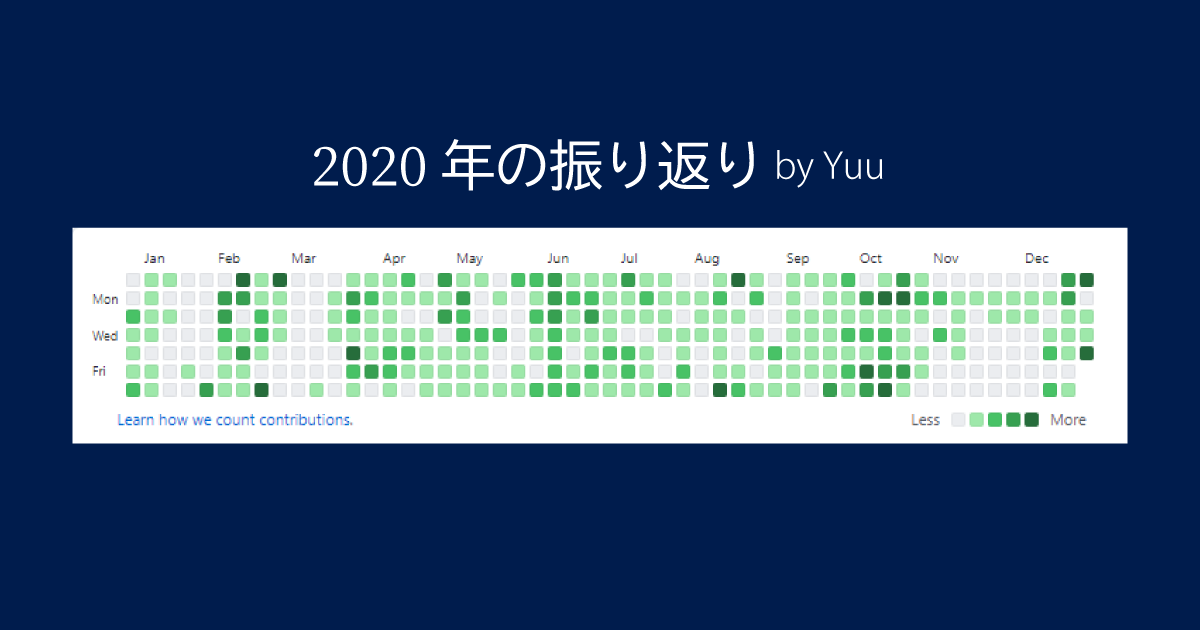 2020 年の振り返り by Yuu
Jan Feb Mar Apr May Jun Jul Aug Sep Oct Nov Dec
Mon
Wed
Fri
Learn how we count contributions. Less More